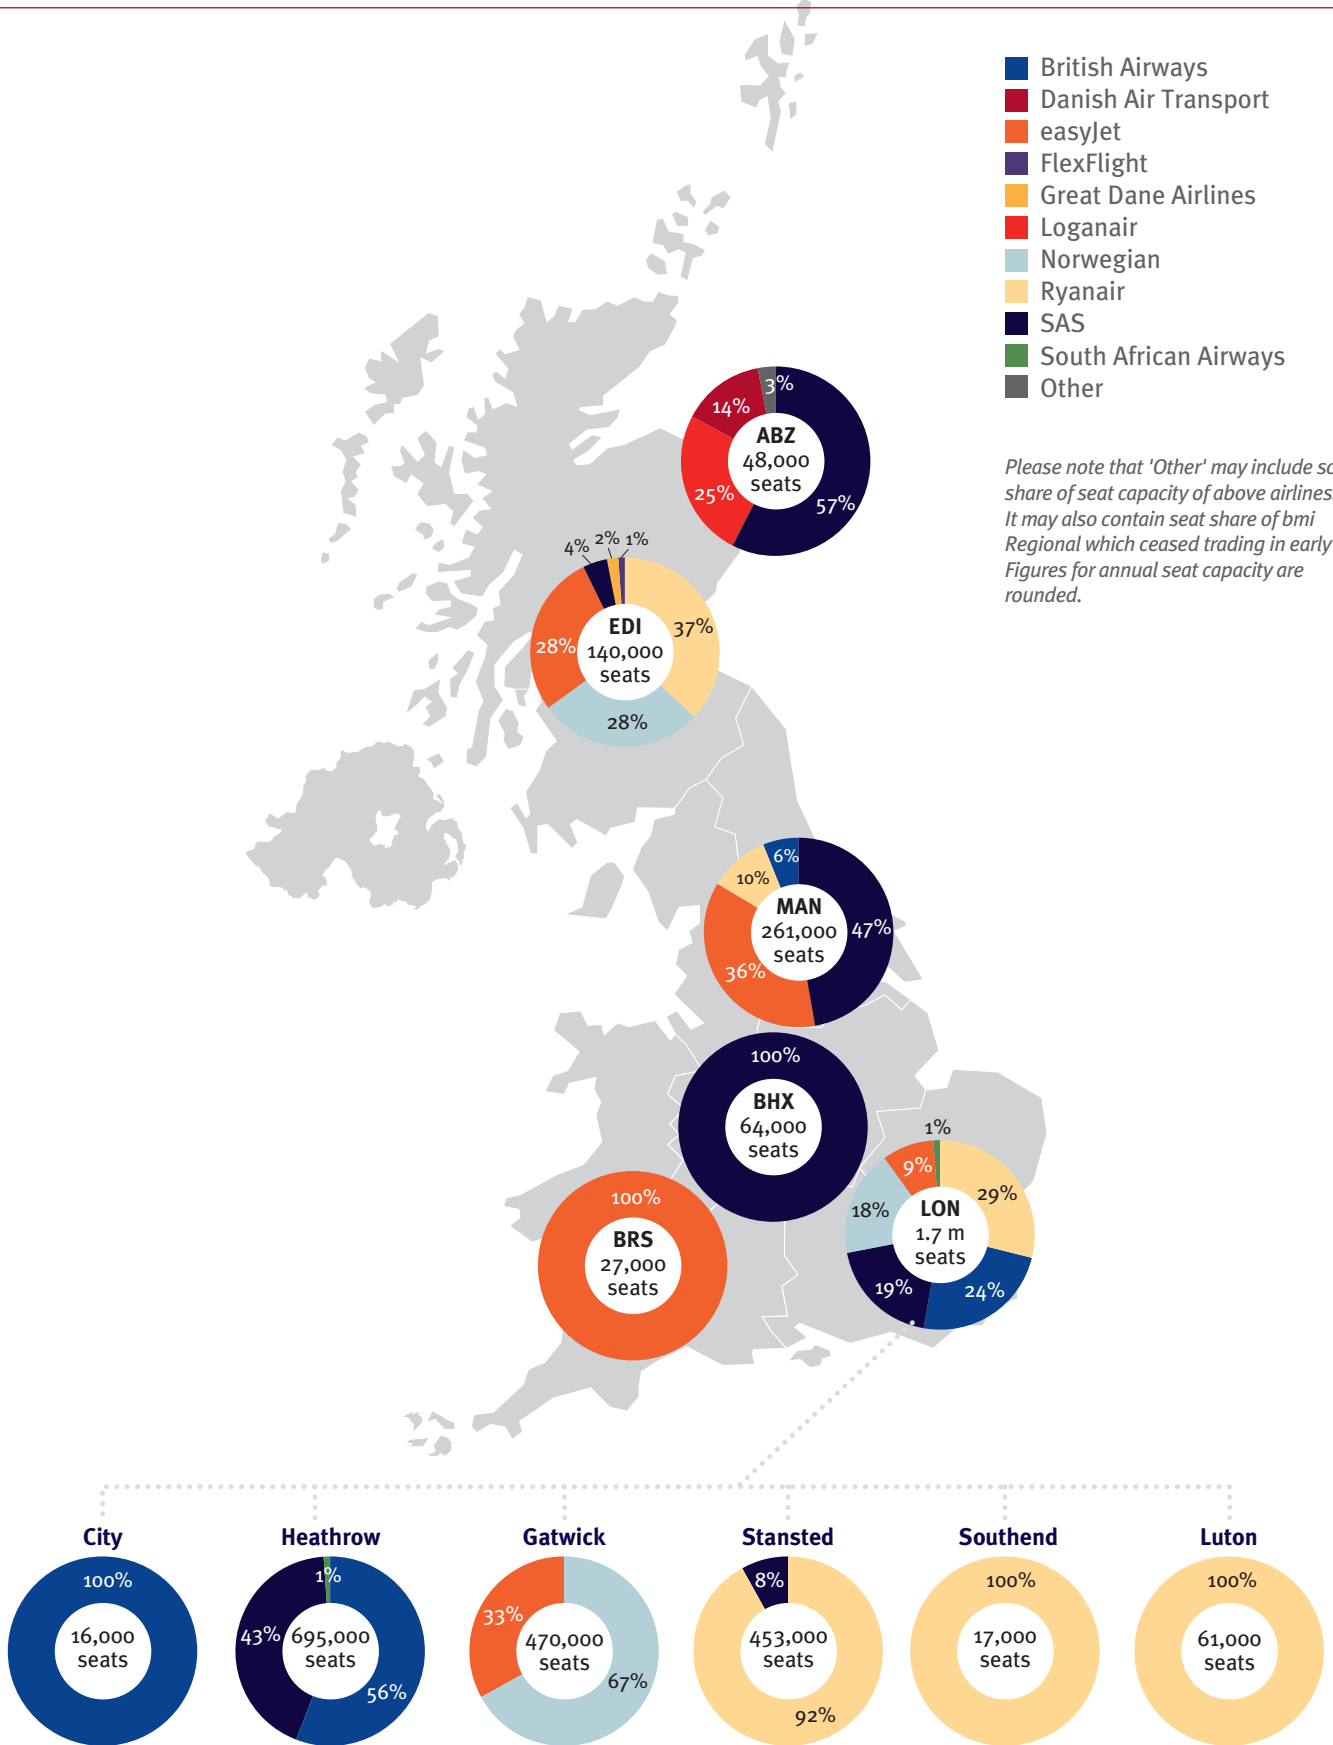 British Airways
Danish Air Transport
easyJet
FlexFlight
Great Dane Airlines
Loganair
Norwegian
Ryanair
SAS
South African Airways
Other
Please note that 'Other' may include
share of seat capacity of above airlines.
It may also contain seat share of bmi
Regional which ceased trading in early
Figures for annual seat capacity are
rounded.
3%
14%
25%
57%
ABZ
48,000
seats
4%
2%
1%
28%
37%
28%
EDI
140,000
seats
6%
10%
36%
47%
MAN
261,000
seats
100%
BHX
64,000
seats
100%
BRS
27,000
seats
1%
9%
29%
18%
19%
24%
LON
1.7 m
seats
City
100%
16,000
seats
Heathrow
1%
43%
56%
695,000
seats
Gatwick
33%
67%
470,000
seats
Stansted
8%
92%
453,000
seats
Southend
100%
17,000
seats
Luton
100%
61,000
seats